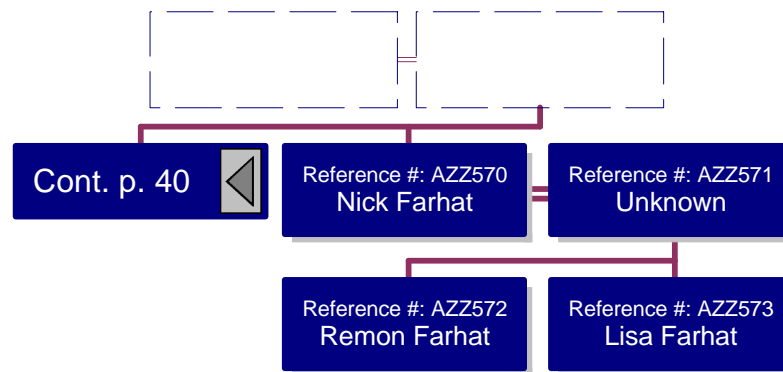 Cont. p. 40
Reference #: AZZ570
Nick Farhat
Reference #: AZZ571
Unknown
Reference #: AZZ572
Remon Farhat
Reference #: AZZ573
Lisa Farhat